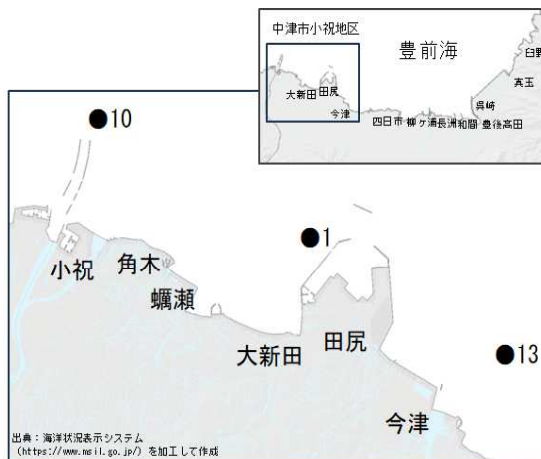 中津市小祝地区
豊前海
臼野
真玉
呉崎
大新田
田尻
今津
四日市
柳ヶ浦
長洲
和間
豊後高田
●10
●1
小祝
角木
蠣瀬
大新田
田尻
●13
今津
出典：海洋状況表示システム
（https://www.msil.go.jp/）を加工して作成